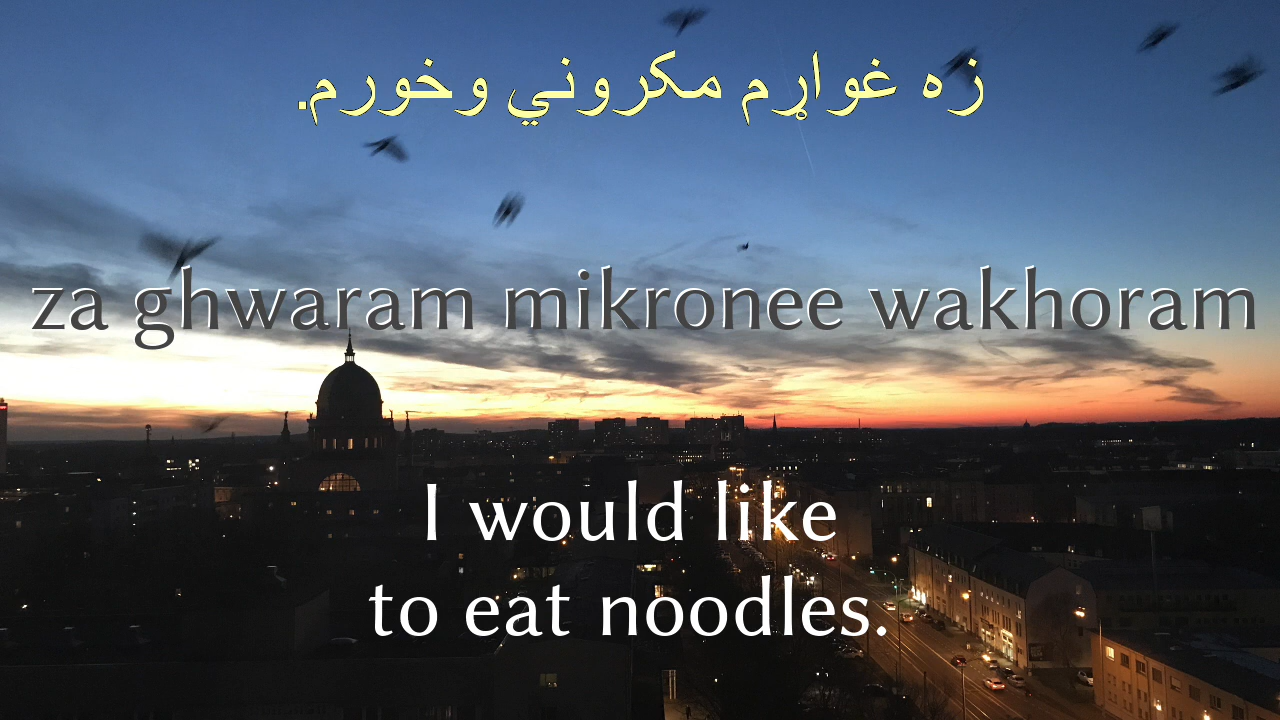 زه غواړم مکروني وخورم.
za ghwaram mikronee wakhoram
I would like
to eat noodles.